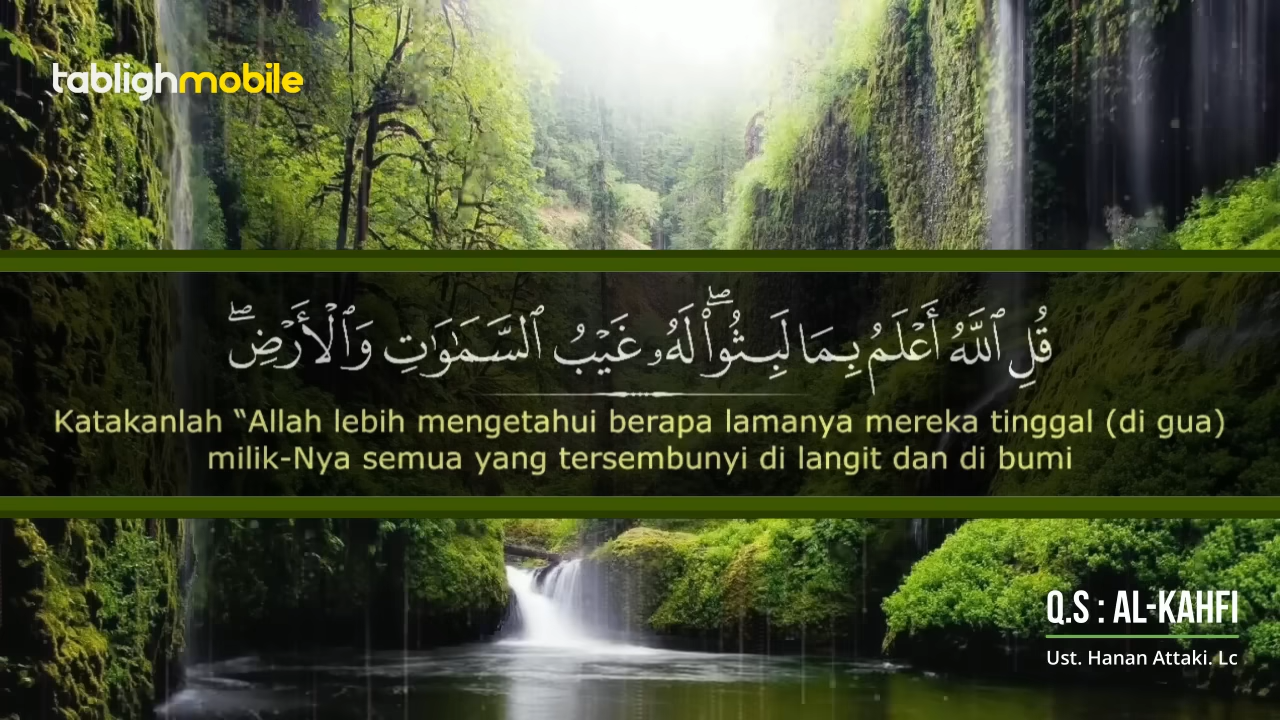 tablighmobile
قُلِ ٱللَّهُ أَعْلَمُ بِمَا لَبِثُوا۟ ۖ لَهُۥ غَيْبُ ٱلسَّمَـٰوَٰتِ وَٱلْأَرْضِ ۖ
Katakanlah “Allah lebih mengetahui berapa lamanya mereka tinggal (di gua)
milik-Nya semua yang tersembunyi di langit dan di bumi
Q.S : AL-KAHFI
Ust. Hanan Attaki. Lc